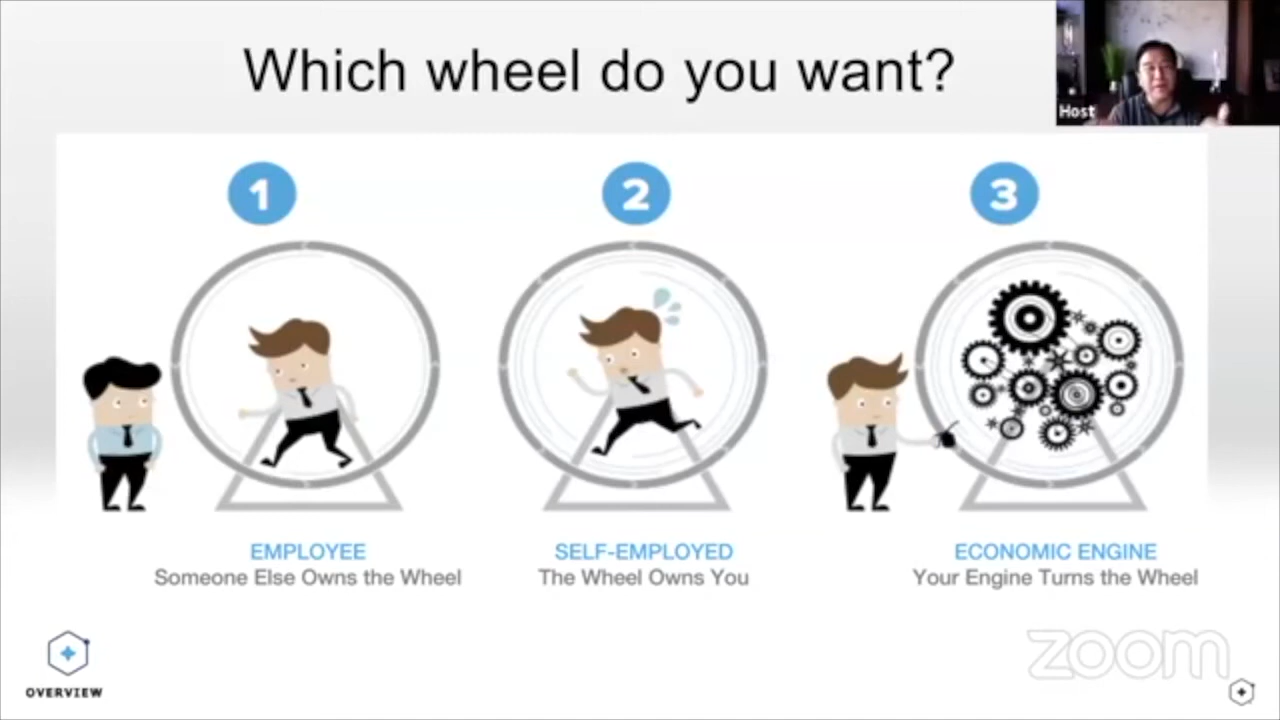 Which wheel do you want?
Host
1
2
3
EMPLOYEE
Someone Else Owns the Wheel
SELF-EMPLOYED
The Wheel Owns You
ECONOMIC ENGINE
Your Engine Turns the Wheel
OVERVIEW
zoom